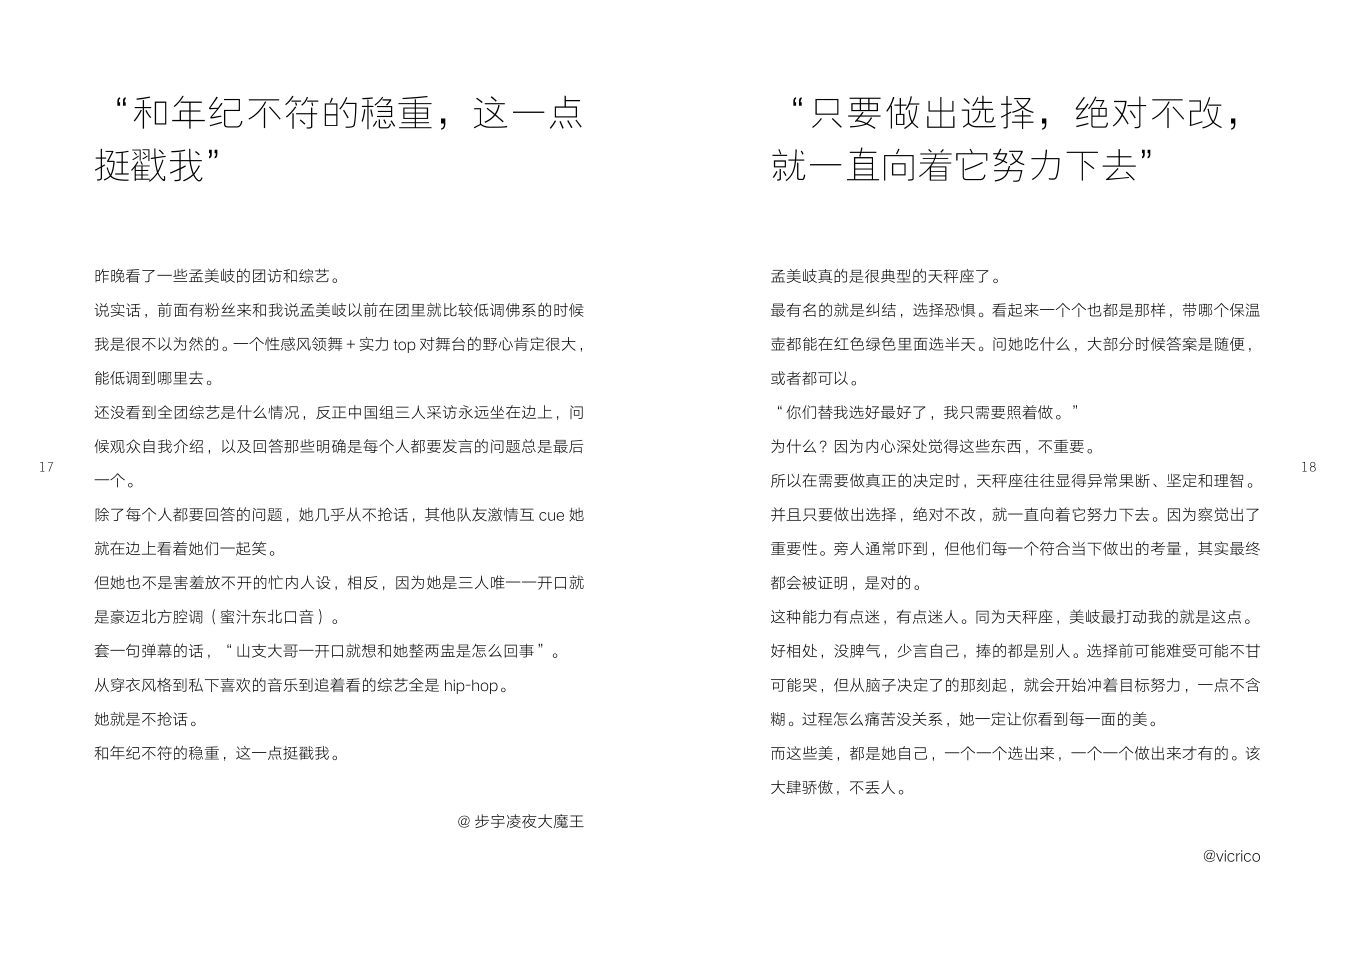 “和年纪不符的稳重，这一点
挺戳我”
昨晚看了一些孟美岐的团访和综艺。
说实话，前面有粉丝来和我说孟美岐以前在团里就比较低调佛系的时候
我是很不以为然的。一个性感风领舞 + 实力 top 对舞台的野心肯定很大，
能低调到哪里去。
还没看到全团综艺是什么情况，反正中国组三人采访永远坐在边上，问
候观众自我介绍，以及回答那些明确是每个人都要发言的问题总是最后
一个。
除了每个人都要回答的问题，她几乎从不抢话，其他队友激情互 cue 她
就在边上看着她们一起笑。
但她也不是害羞放不开的忙内人设，相反，因为她是三人唯一一开口就
是豪迈北方腔调（蜜汁东北口音）。
套一句弹幕的话，“山支大哥一开口就想和她整两盅是怎么回事”。
从穿衣风格到私下喜欢的音乐到追着看的综艺全是 hip-hop。
她就是不抢话。
和年纪不符的稳重，这一点挺戳我。
@ 步宇凌夜大魔王
17
“只要做出选择，绝对不改，
就一直向着它努力下去”
孟美岐真的是很典型的天秤座了。
最有名的就是纠结，选择恐惧。看起来一个个也都是那样，带哪个保温
壶都能在红色绿色里面选半天。问她吃什么，大部分时候答案是随便，
或者都可以。
“你们替我选好最好了，我只需要照着做。”
为什么？因为内心深处觉得这些东西，不重要。
所以在需要做真正的决定时，天秤座往往显得异常果断、坚定和理智。
并且只要做出选择，绝对不改，就一直向着它努力下去。因为察觉出了
重要性。旁人通常吓到，但他们每一个符合当下做出的考量，其实最终
都会被证明，是对的。
这种能力有点迷，有点迷人。同为天秤座，美岐最打动我的就是这点。
好相处，没脾气，少言自己，捧的都是别人。选择前可能难受可能不甘
可能哭，但从脑子决定了的那刻起，就会开始冲着目标努力，一点不含
糊。过程怎么痛苦没关系，她一定让你看到每一面的美。
而这些美，都是她自己，一个一个选出来，一个一个做出来才有的。该
大肆骄傲，不丢人。
@vicrico
18